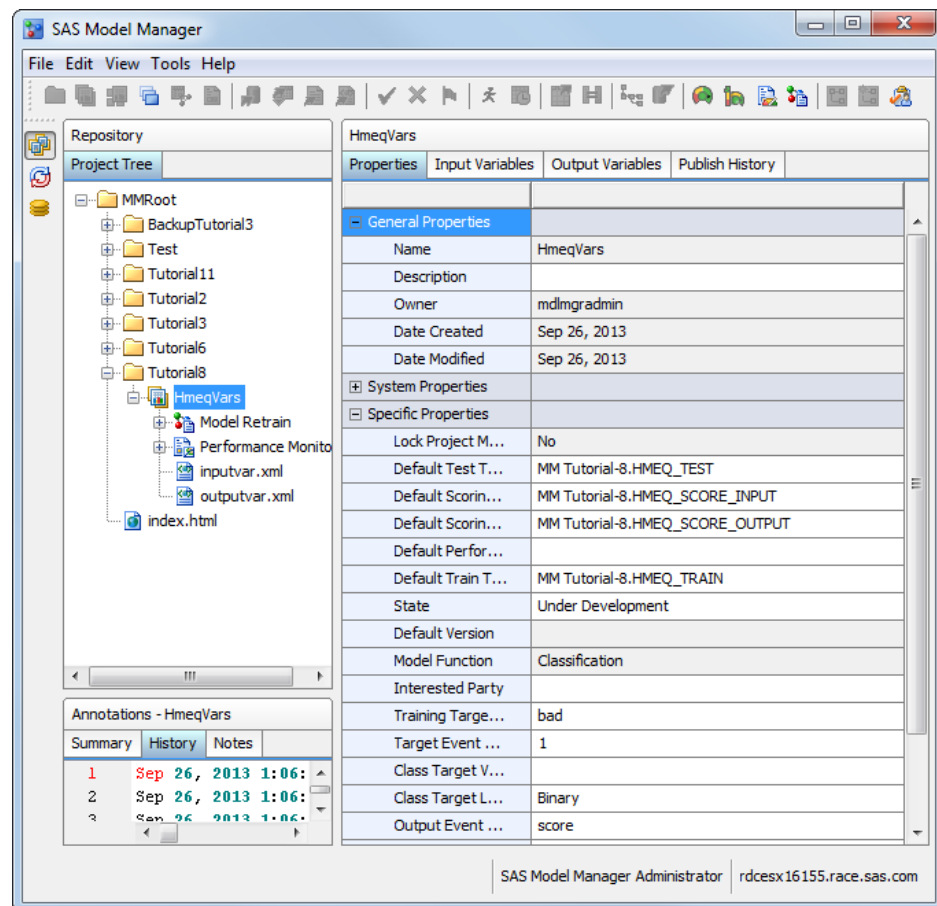 SAS Model Manager
File Edit View Tools Help
Repository
Project Tree
MMRoot
BackupTutorial3
Test
Tutorial11
Tutorial2
Tutorial3
Tutorial6
Tutorial8
HmeqVars
Model Retrain
Performance Monito
inputvar.xml
outputvar.xml
index.html
Annotations - HmeqVars
Summary History Notes
1 Sep 26, 2013 1:06:
2 Sep 26, 2013 1:06:
3 Sep 26, 2013 1:06:
HmeqVars
Properties Input Variables Output Variables Publish History
General Properties
Name HmeqVars
Description
Owner mdlmgradmin
Date Created Sep 26, 2013
Date Modified Sep 26, 2013
System Properties
Specific Properties
Lock Project M... No
Default Test T... MM Tutorial-8.HMEQ_TEST
Default Scorin... MM Tutorial-8.HMEQ_SCORE_INPUT
Default Scorin... MM Tutorial-8.HMEQ_SCORE_OUTPUT
Default Perfor...
Default Train T... MM Tutorial-8.HMEQ_TRAIN
State Under Development
Default Version
Model Function Classification
Interested Party
Training Targe... bad
Target Event ... 1
Class Target V...
Class Target L... Binary
Output Event ... score
SAS Model Manager Administrator rdcesx16155.race.sas.com